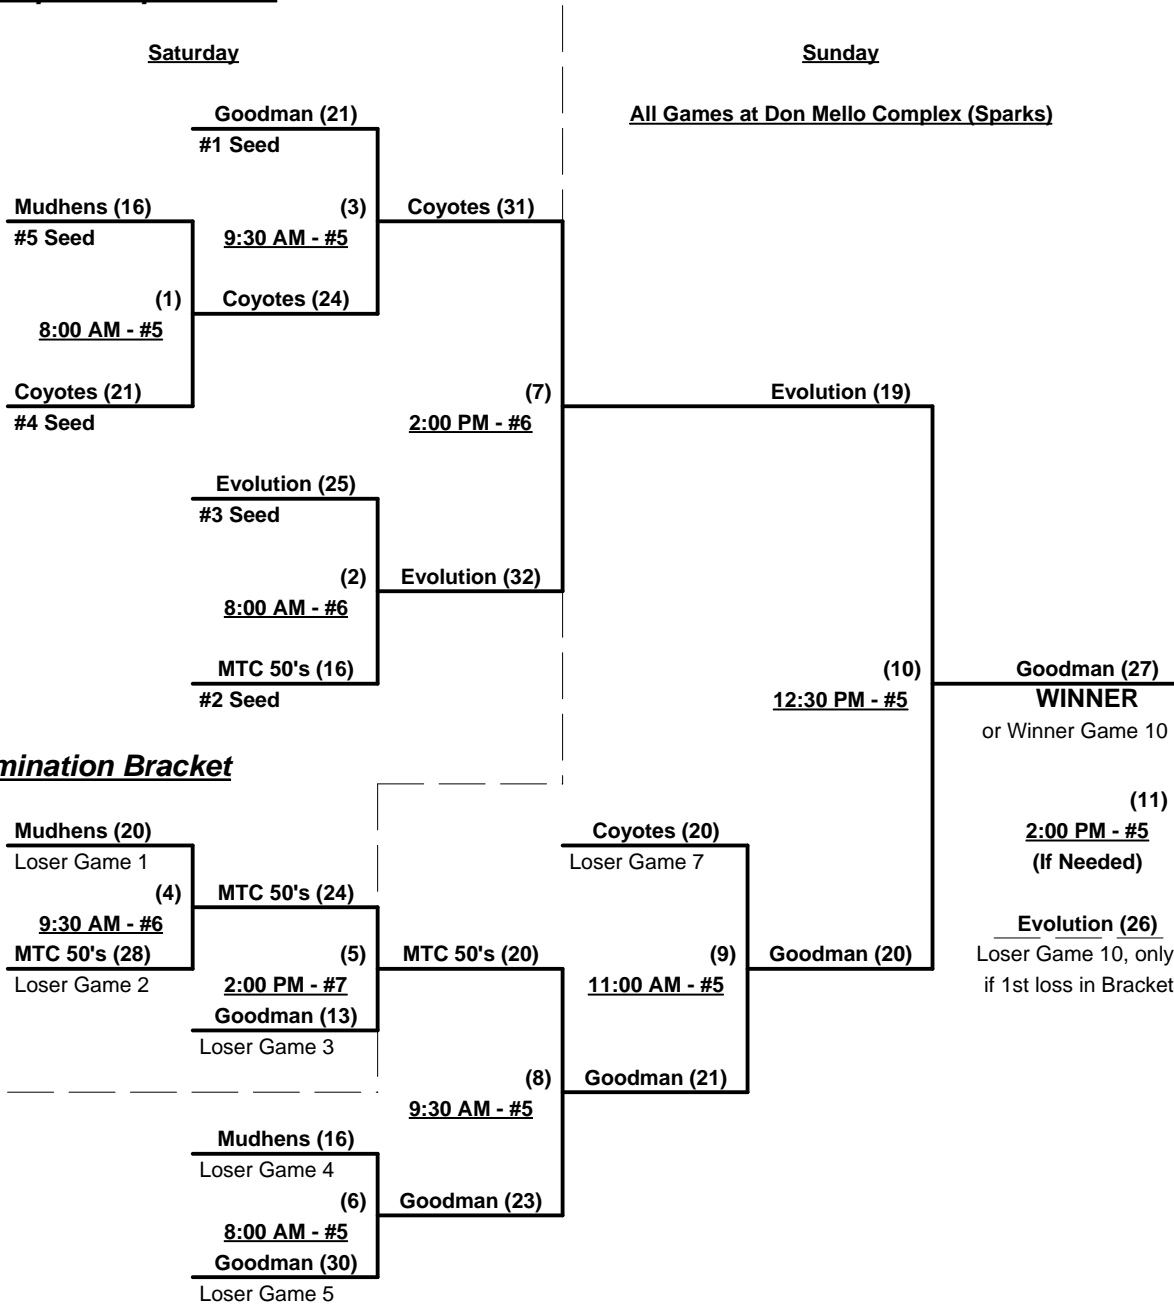 Saturday
Sunday
All Games at Don Mello Complex (Sparks)
Goodman (21)
#1 Seed
Mudhens (16)
#5 Seed
(3)
9:30 AM - #5
Coyotes (31)
(1)
8:00 AM - #5
Coyotes (24)
Coyotes (21)
#4 Seed
(7)
2:00 PM - #6
Evolution (19)
Evolution (25)
#3 Seed
(2)
8:00 AM - #6
Evolution (32)
MTC 50's (16)
#2 Seed
(10)
12:30 PM - #5
Goodman (27)
WINNER
or Winner Game 10
mination Bracket
(11)
2:00 PM - #5
(If Needed)
Mudhens (20)
Loser Game 1
Coyotes (20)
Loser Game 7
(4)
9:30 AM - #6
MTC 50's (24)
Evolution (26)
Loser Game 10, only
if 1st loss in Bracket
MTC 50's (28)
Loser Game 2
(5)
2:00 PM - #7
MTC 50's (20)
(9)
11:00 AM - #5
Goodman (20)
Goodman (13)
Loser Game 3
(8)
9:30 AM - #5
Goodman (21)
Mudhens (16)
Loser Game 4
(6)
8:00 AM - #5
Goodman (23)
Goodman (30)
Loser Game 5